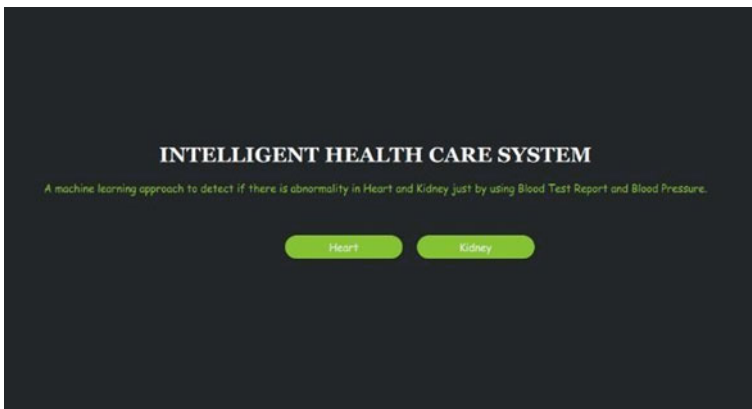 INTELLIGENT HEALTH CARE SYSTEM
A machine learning approach to detect if there is abnormality in Heart and Kidney just by using Blood Test Report and Blood Pressure.
Heart Kidney